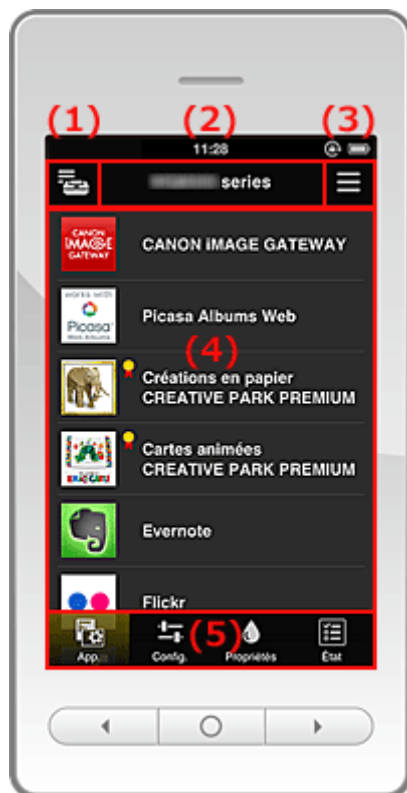 (1)
(2)
(3)
11:28
series
CANON
iMAGE
GATEWAY
CANON iMAGE GATEWAY
works with
Picasa
Web Albums
Picasa Albums Web
(4)
Créations en papier
CREATIVE PARK PREMIUM
Cartes animées
CREATIVE PARK PREMIUM
Evernote
Flickr
(5)
App.
Config.
Propriétés
État